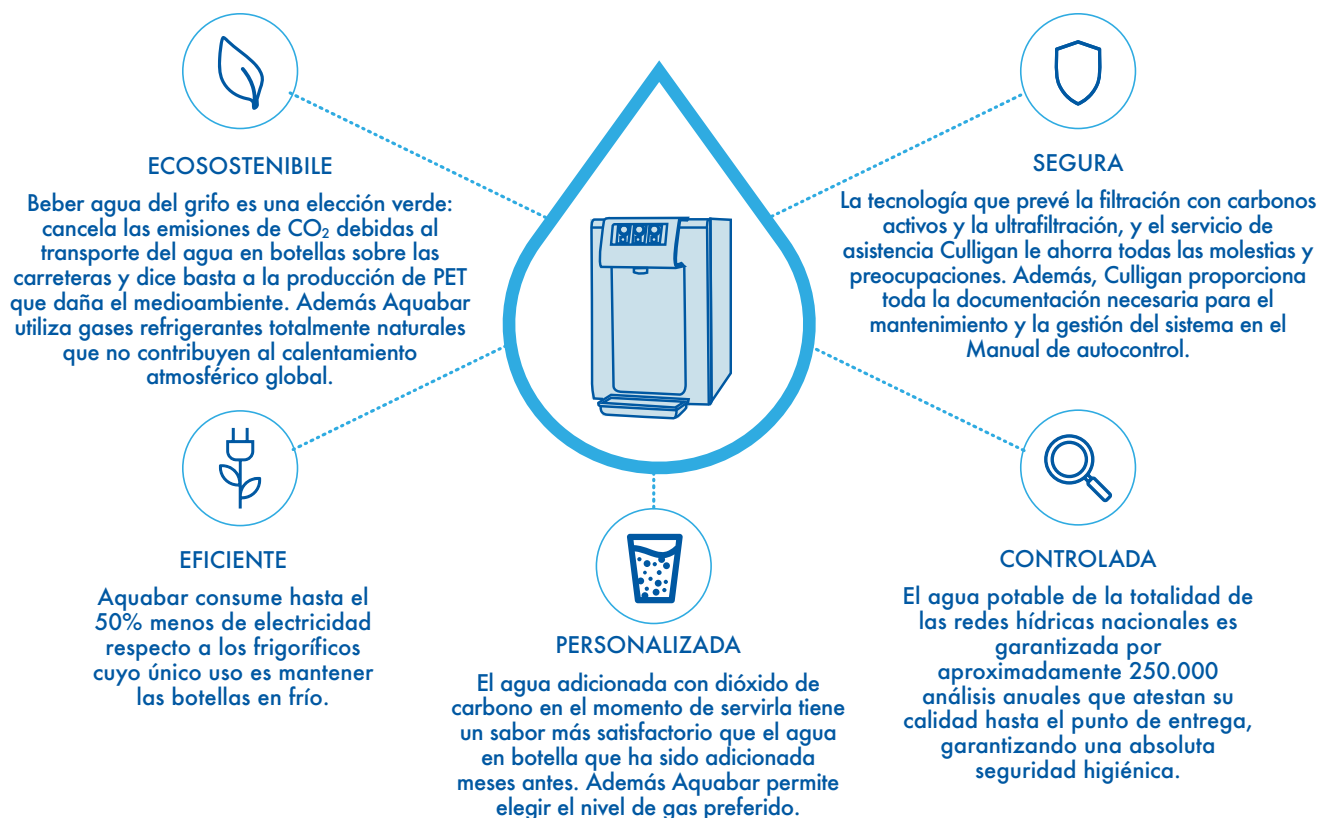 ECOSOSTENIBILE
Beber agua del grifo es una elección verde:
cancela las emisiones de CO₂ debidas al
transporte del agua en botellas sobre las
carreteras y dice basta a la producción de PET
que daña el medioambiente. Además Aquabar
utiliza gases refrigerantes totalmente naturales
que no contribuyen al calentamiento
atmosférico global.
SEGURA
La tecnología que prevé la filtración con carbonos
activos y la ultrafiltración, y el servicio de
asistencia Culligan le ahorra todas las molestias y
preocupaciones. Además, Culligan proporciona
toda la documentación necesaria para el
mantenimiento y la gestión del sistema en el
Manual de autocontrol.
EFICIENTE
Aquabar consume hasta el
50% menos de electricidad
respecto a los frigoríficos
cuyo único uso es mantener
las botellas en frío.
PERSONALIZADA
El agua adicionada con dióxido de
carbono en el momento de servirla tiene
un sabor más satisfactorio que el agua
en botella que ha sido adicionada
meses antes. Además Aquabar permite
elegir el nivel de gas preferido.
CONTROLADA
El agua potable de la totalidad de
las redes hídricas nacionales es
garantizada por
aproximadamente 250.000
análisis anuales que atestan su
calidad hasta el punto de entrega,
garantizando una absoluta
seguridad higiénica.